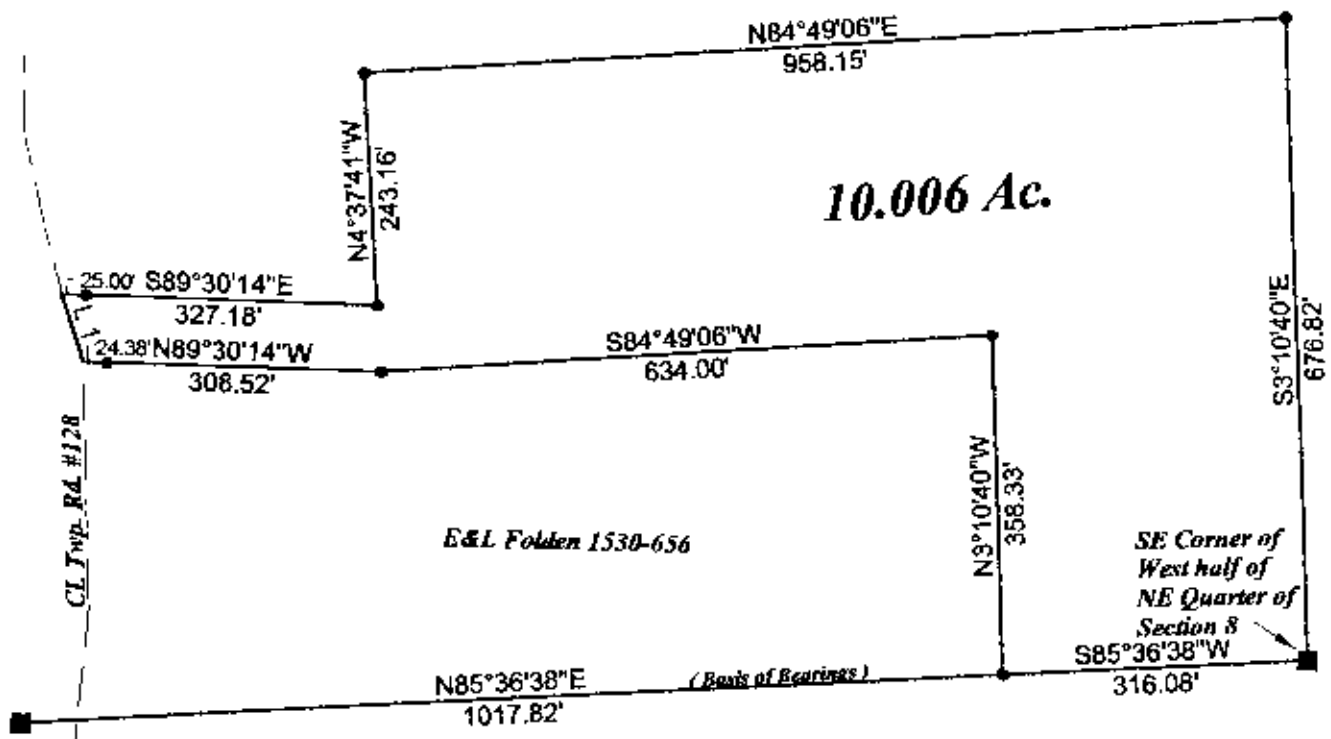 N84°49'06"E
958.15'
N4°37'41"W
243.16'
10.006 Ac.
25.00' S89°30'14"E
327.18'
24.38' N89°30'14"W
308.52'
S84°49'06"W
634.00'
S3°10'40"E
676.82'
CL Twp. Rd. #128
E&L Folden 1530-656
N3°10'40"W
358.33'
SE Corner of
West half of
NE Quarter of
Section 8
S85°36'38"W
316.08'
N85°36'38"E
( Basis of Bearings )
1017.82'